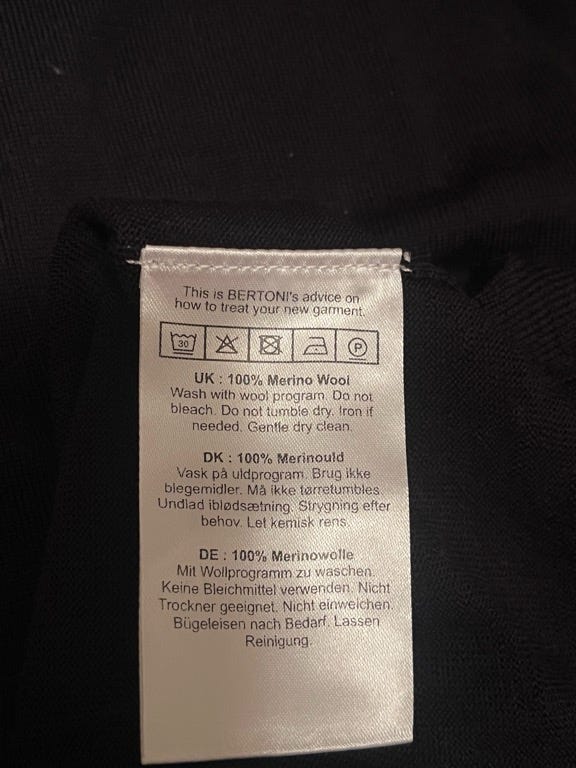 This is BERTONI's advice on
how to treat your new garment.
30
P
UK : 100% Merino Wool
Wash with wool program. Do not
bleach. Do not tumble dry. Iron if
needed. Gentle dry clean.
DK : 100% Merinould
Vask på uldprogram. Brug ikke
blegemidler. Må ikke tørretumbles.
Undlad iblødsætning. Strygning efter
behov. Let kemisk rens.
DE : 100% Merinowolle
Mit Wollprogramm zu waschen.
Keine Bleichmittel verwenden. Nicht
Trockner geeignet. Nicht einweichen.
Bügeleisen nach Bedarf. Lassen
Reinigung.